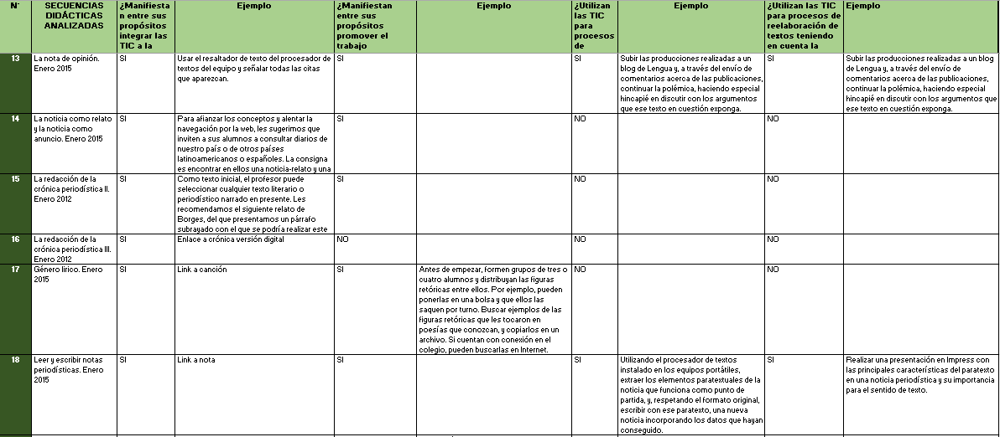 N°
SECUENCIAS
DIDÁCTICAS
ANALIZADAS
¿Manifiesta
n entre sus
propósitos
integrar las
TIC a la
Ejemplo
¿Manifiestan
entre sus
propósitos
promover el
trabajo
Ejemplo
¿Utilizan
las TIC
para
procesos
de
Ejemplo
¿Utilizan las TIC
para procesos de
reelaboración de
textos teniendo
en cuenta la
Ejemplo
13
La nota de opinión.
Enero 2015
SI
Usar el resaltador de texto del procesador de
textos del equipo y señalar todas las citas
que aparezcan.
SI
SI
Subir las producciones realizadas a un
blog de Lengua y, a través del envío de
comentarios acerca de las publicaciones,
continuar la polémica, haciendo especial
hincapié en discutir con los argumentos
que ese texto en cuestión exponga.
SI
Subir las producciones realizadas a un blog
de Lengua y, a través del envío de
comentarios acerca de las publicaciones,
continuar la polémica, haciendo especial
hincapié en discutir con los argumentos que
ese texto en cuestión exponga.
14
La noticia como relato
y la noticia como
anuncio. Enero 2015
SI
Para afianzar los conceptos y alentar la
navegación por la web, les sugerimos que
inviten a sus alumnos a consultar diarios de
nuestro país o de otros países
latinoamericanos o españoles. La consigna
es encontrar en ellos una noticia-relato y una
SI
NO
NO
15
La redacción de la
crónica periodística II.
Enero 2012
SI
Como texto inicial, el profesor puede
seleccionar cualquier texto literario o
periodístico narrado en presente. Les
recomendamos el siguiente relato de
Borges, del que presentamos un párrafo
subrayado con el que se podría realizar este
SI
NO
NO
16
La redacción de la
crónica periodística III.
Enero 2012
SI
Enlace a crónica versión digital
NO
NO
NO
17
Género lírico. Enero
2015
SI
Link a canción
SI
Antes de empezar, formen grupos de tres o
cuatro alumnos y distribuyan las figuras
retóricas entre ellos. Por ejemplo, pueden
ponerlas en una bolsa y que ellos las
saquen por turno. Buscar ejemplos de las
figuras retóricas que les tocaron en
poesías que conozcan, y copiarlos en un
archivo. Si cuentan con conexión en el
colegio, pueden buscarlas en Internet.
NO
NO
18
Leer y escribir notas
periodísticas. Enero
2015
SI
Link a nota
SI
SI
Utilizando el procesador de textos
instalado en los equipos portátiles,
extraer los elementos paratextuales de la
noticia que funciona como punto de
partida, y, respetando el formato original,
escribir con ese paratexto, una nueva
noticia incorporando los datos que hayan
conseguido.
SI
Realizar una presentación en Impress con
las principales características del paratexto
en una noticia periodística y su importancia
para el sentido de texto.